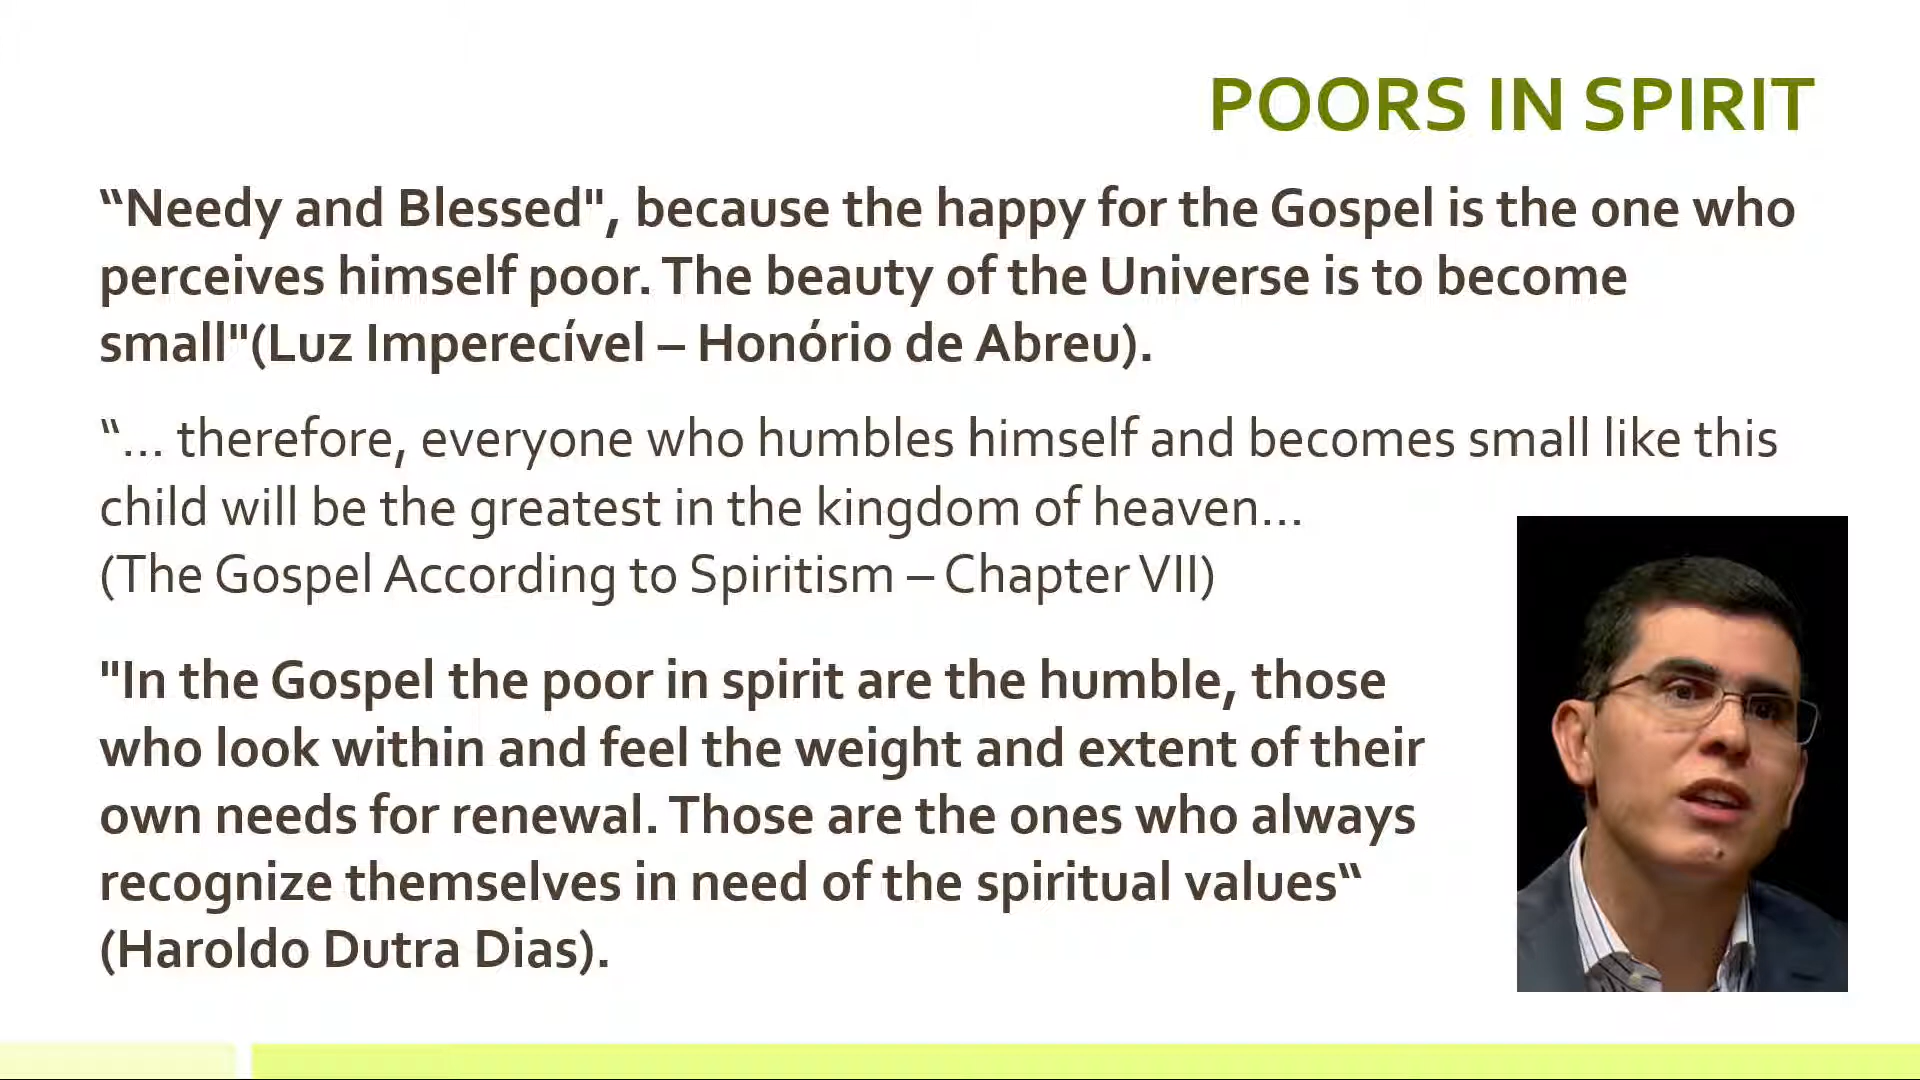 POORS IN SPIRIT
“Needy and Blessed", because the happy for the Gospel is the one who
perceives himself poor. The beauty of the Universe is to become
small"(Luz Imperecível – Honório de Abreu).
“... therefore, everyone who humbles himself and becomes small like this
child will be the greatest in the kingdom of heaven...
(The Gospel According to Spiritism – Chapter VII)
"In the Gospel the poor in spirit are the humble, those
who look within and feel the weight and extent of their
own needs for renewal. Those are the ones who always
recognize themselves in need of the spiritual values“
(Haroldo Dutra Dias).